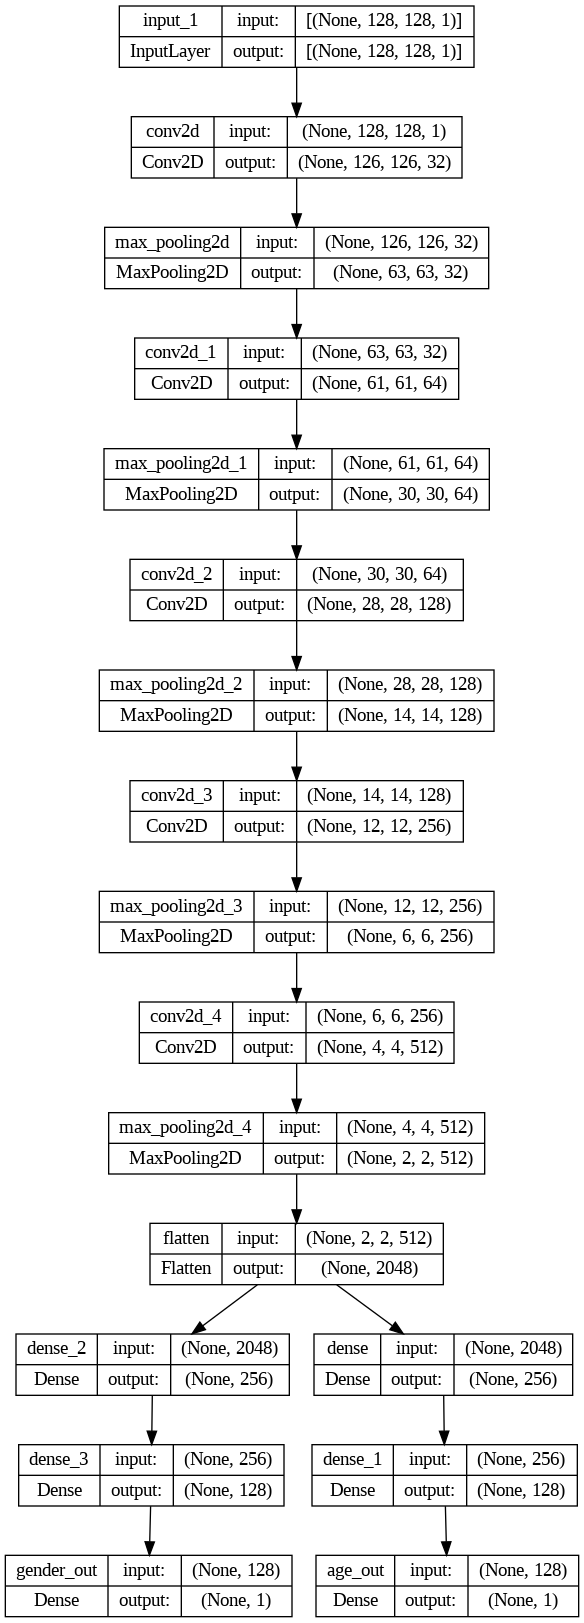 input_1 input: [(None, 128, 128, 1)]
InputLayer output: [(None, 128, 128, 1)]
conv2d input: (None, 128, 128, 1)
Conv2D output: (None, 126, 126, 32)
max_pooling2d input: (None, 126, 126, 32)
MaxPooling2D output: (None, 63, 63, 32)
conv2d_1 input: (None, 63, 63, 32)
Conv2D output: (None, 61, 61, 64)
max_pooling2d_1 input: (None, 61, 61, 64)
MaxPooling2D output: (None, 30, 30, 64)
conv2d_2 input: (None, 30, 30, 64)
Conv2D output: (None, 28, 28, 128)
max_pooling2d_2 input: (None, 28, 28, 128)
MaxPooling2D output: (None, 14, 14, 128)
conv2d_3 input: (None, 14, 14, 128)
Conv2D output: (None, 12, 12, 256)
max_pooling2d_3 input: (None, 12, 12, 256)
MaxPooling2D output: (None, 6, 6, 256)
conv2d_4 input: (None, 6, 6, 256)
Conv2D output: (None, 4, 4, 512)
max_pooling2d_4 input: (None, 4, 4, 512)
MaxPooling2D output: (None, 2, 2, 512)
flatten input: (None, 2, 2, 512)
Flatten output: (None, 2048)
dense_2 input: (None, 2048) dense input: (None, 2048)
Dense output: (None, 256) Dense output: (None, 256)
dense_3 input: (None, 256) dense_1 input: (None, 256)
Dense output: (None, 128) Dense output: (None, 128)
gender_out input: (None, 128) age_out input: (None, 128)
Dense output: (None, 1) Dense output: (None, 1)